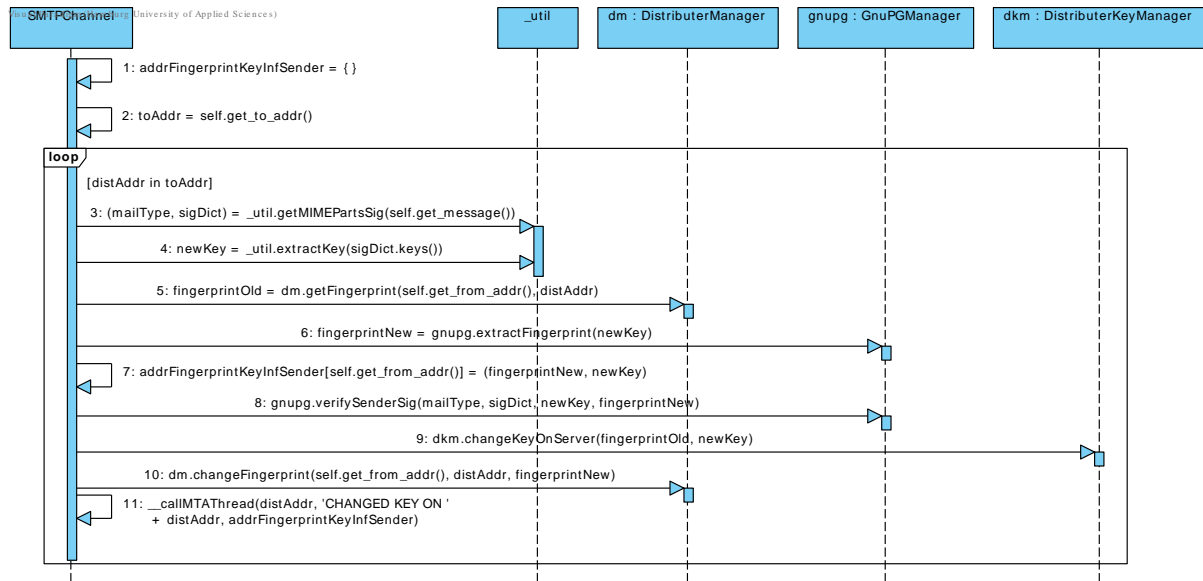 University of Applied Sciences)
SMTPChannel
_util
dm : DistributerManager
gnupg : GnuPGManager
dkm : DistributerKeyManager
1: addrFingerprintKeyInfSender = { }
2: toAddr = self.get_to_addr()
loop
[distAddr in toAddr]
3: (mailType, sigDict) = _util.getMIMEPartsSig(self.get_message())
4: newKey = _util.extractKey(sigDict.keys())
5: fingerprintOld = dm.getFingerprint(self.get_from_addr(), distAddr)
6: fingerprintNew = gnupg.extractFingerprint(newKey)
7: addrFingerprintKeyInfSender[self.get_from_addr()] = (fingerprintNew, newKey)
8: gnupg.verifySenderSig(mailType, sigDict, newKey, fingerprintNew)
9: dkm.changeKeyOnServer(fingerprintOld, newKey)
10: dm.changeFingerprint(self.get_from_addr(), distAddr, fingerprintNew)
11: __callMTAThread(distAddr, 'CHANGED KEY ON '
+ distAddr, addrFingerprintKeyInfSender)